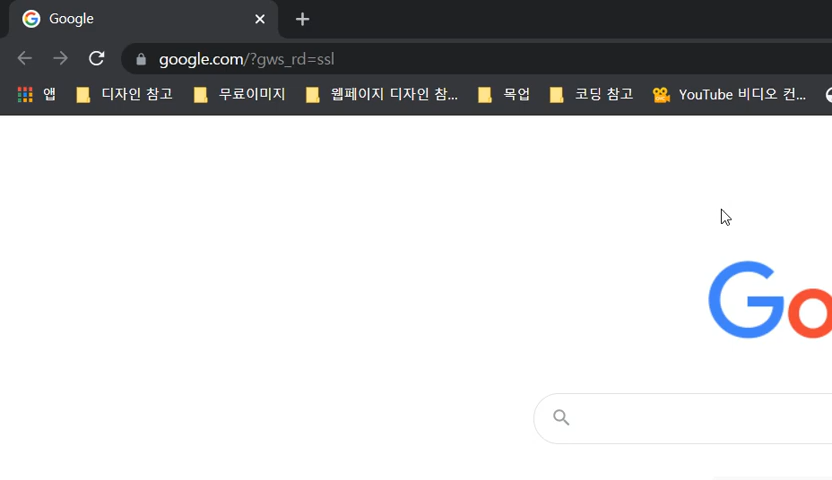 Google
google.com/?gws_rd=ssl
앱 디자인 참고 무료이미지 웹페이지 디자인 참... 목업 코딩 참고 YouTube 비디오 컨...
Go